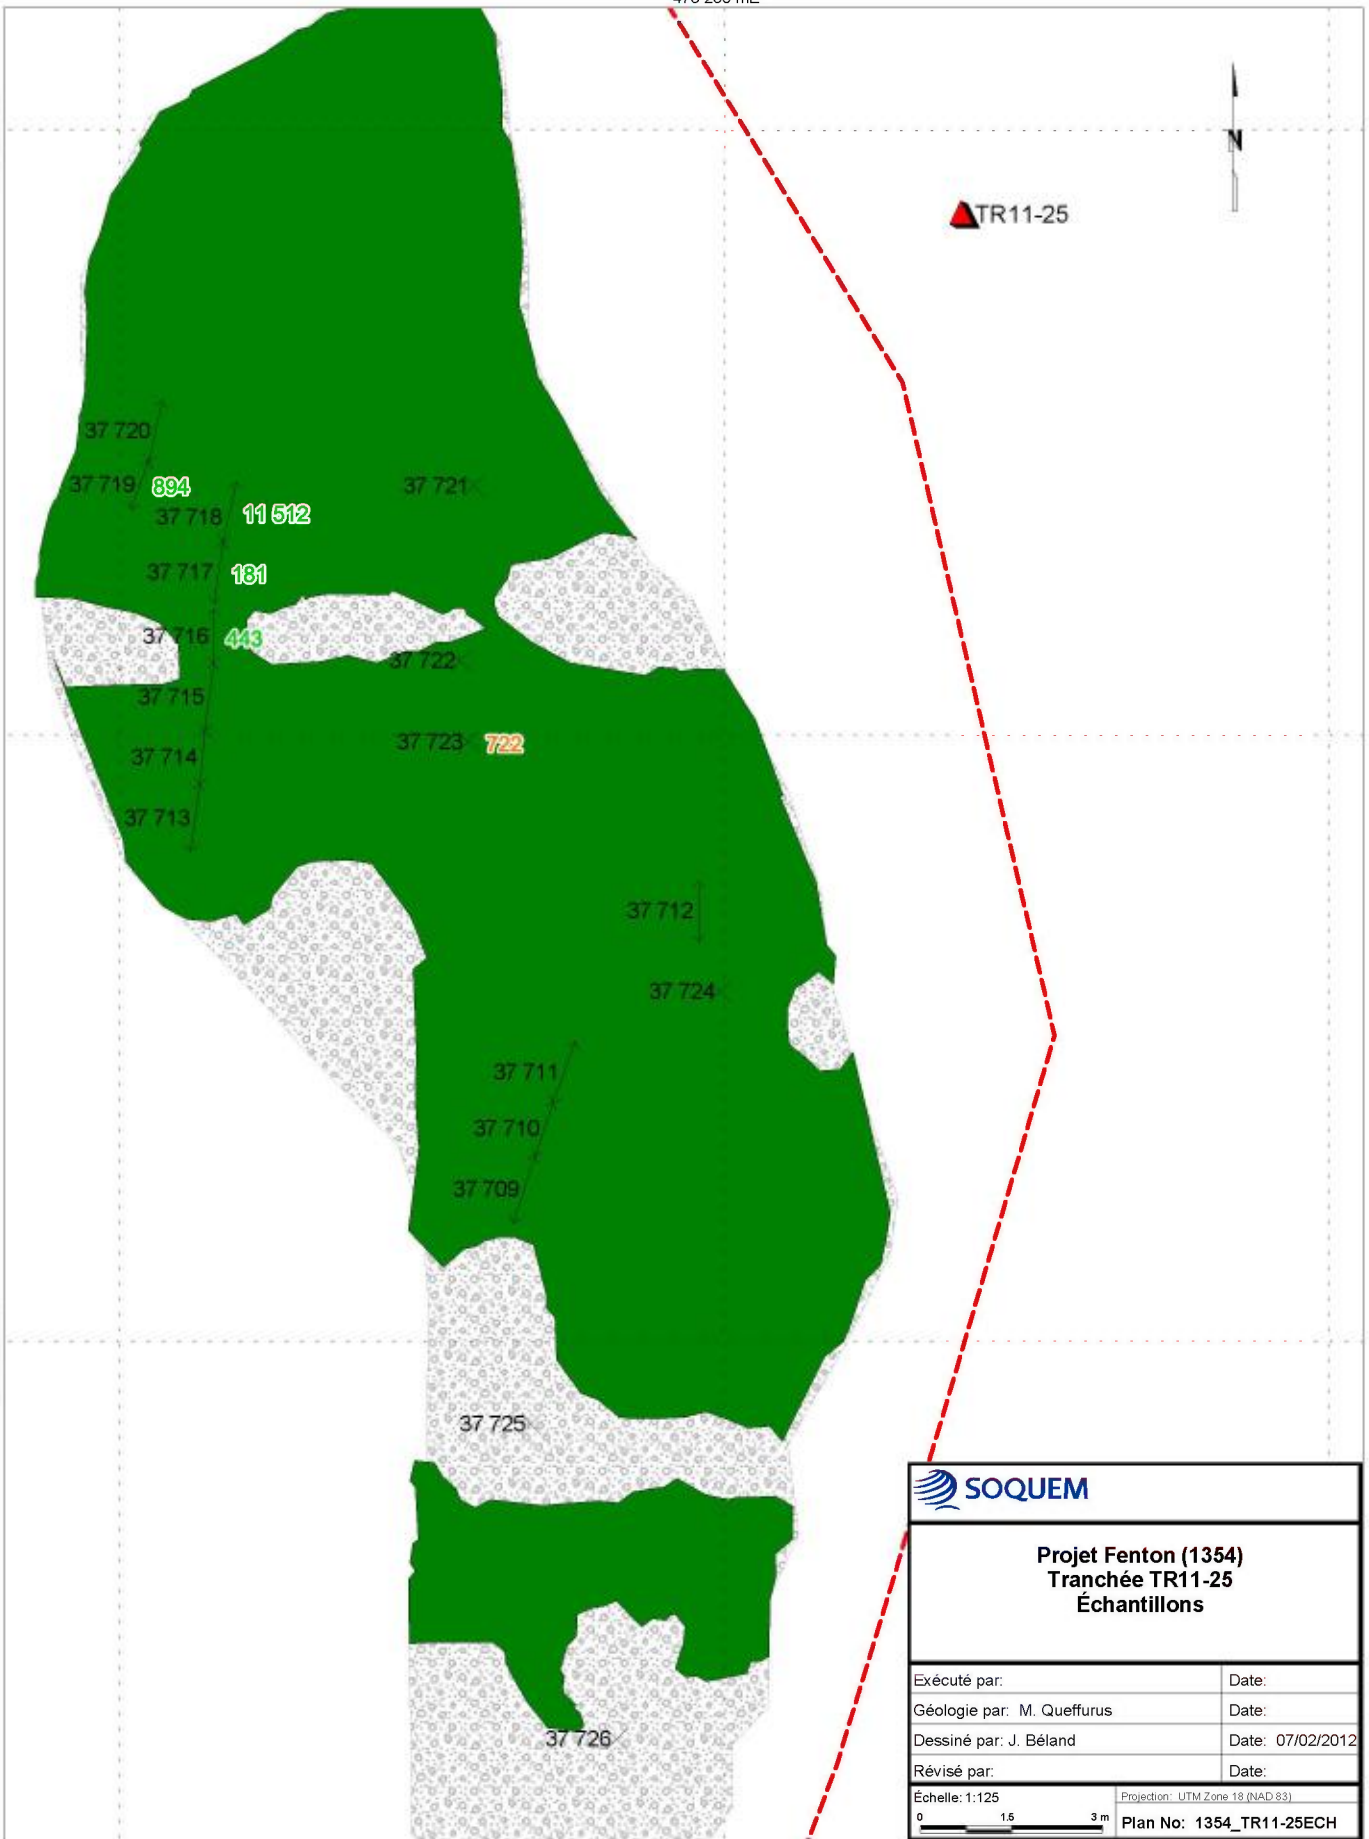 TR11-25
N
37 720
37 719 894
37 718 11 512
37 721
37 717 181
37 716 443
37 722
37 715
37 723 722
37 714
37 713
37 712
37 724
37 711
37 710
37 709
37 725
37 726
SOQUEM
Projet Fenton (1354)
Tranchée TR11-25
Échantillons
Exécuté par: Date:
Géologie par: M. Queffurus Date:
Dessiné par: J. Béland Date: 07/02/2012
Révisé par: Date:
Échelle: 1:125
0 1.5 3 m
Projection: UTM Zone 18 (NAD 83)
Plan No: 1354_TR11-25ECH